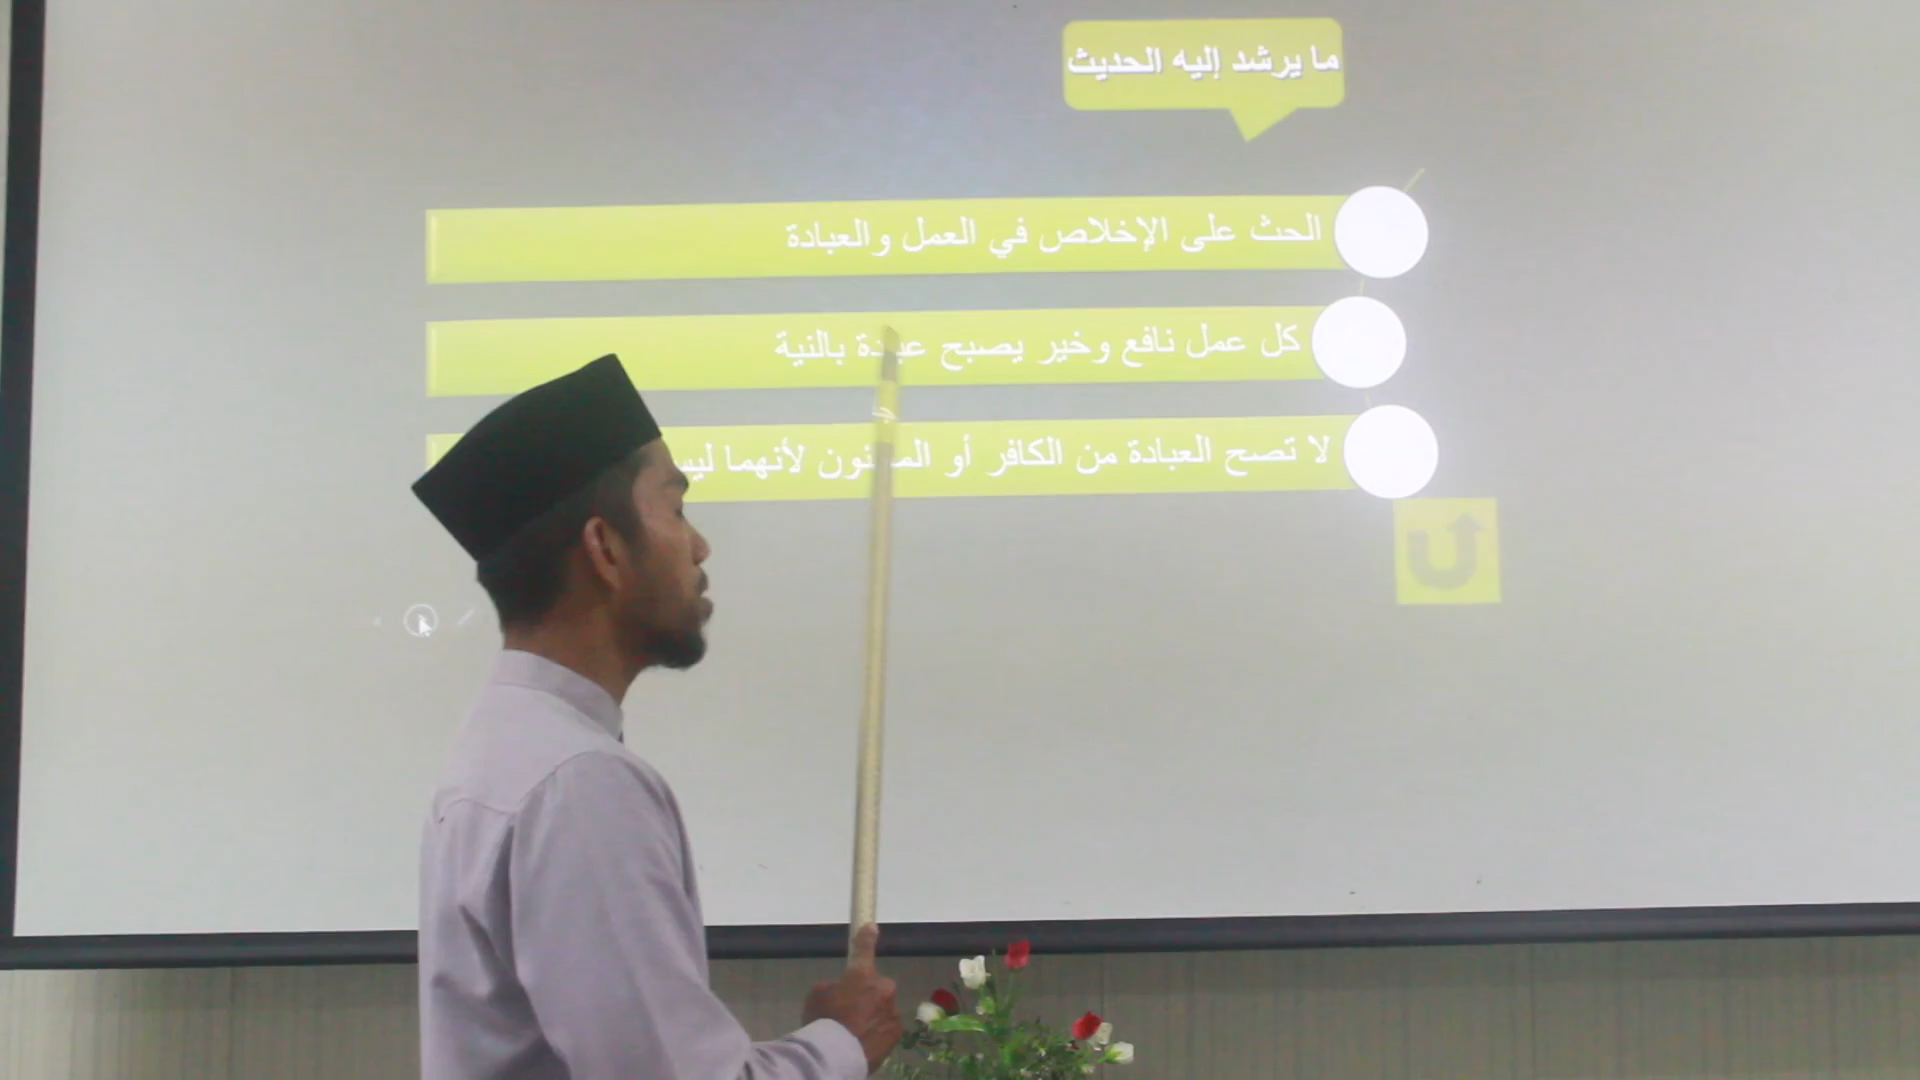 ما يرشد إليه الحديث
الحث على الإخلاص في العمل والعبادة
كل عمل نافع وخير يصبح عبادة بالنية
لا تصح العبادة من الكافر أو المجنون لأنهما